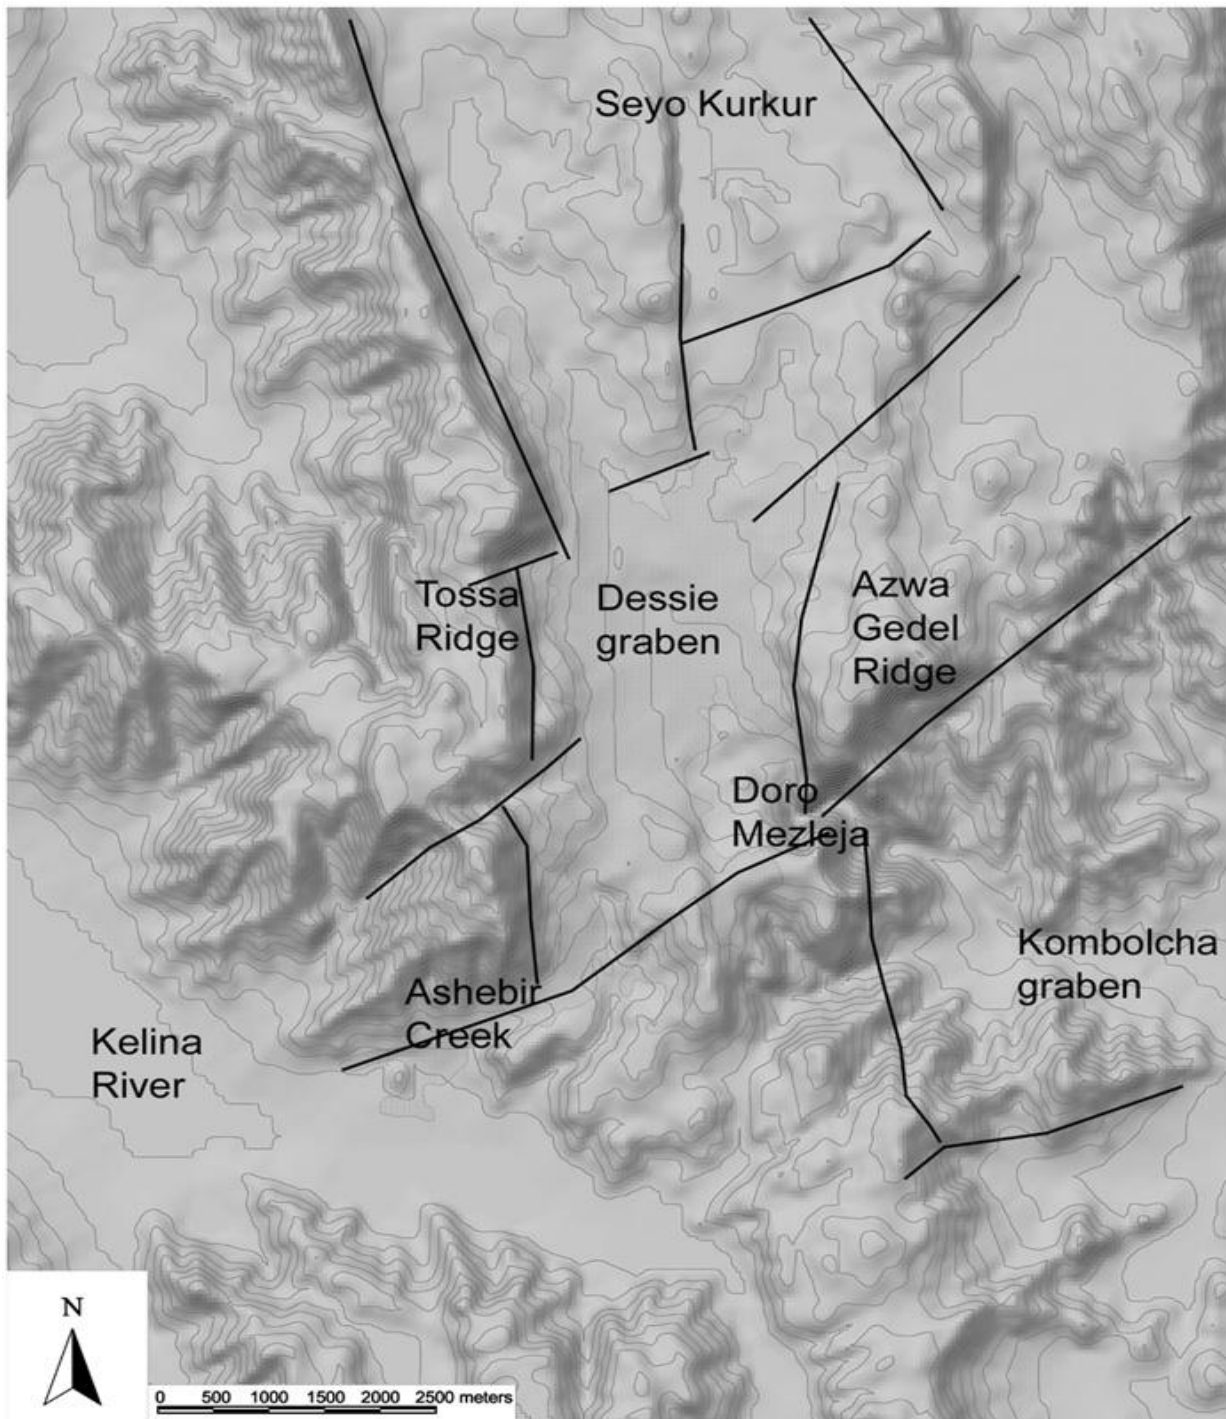 Seyo Kurkur
Tossa
Ridge
Dessie
graben
Azwa
Gedel
Ridge
Doro
Mezleja
Kombolcha
graben
Ashebir
Creek
Kelina
River
N
0 500 1000 1500 2000 2500 meters